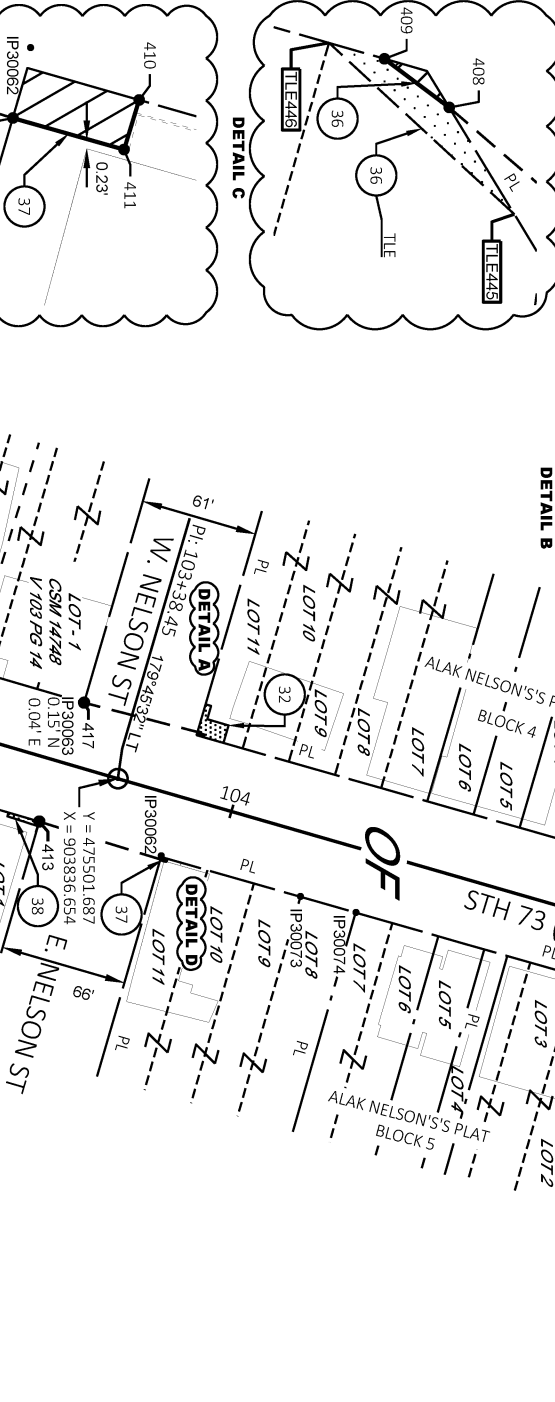 DETAIL B
409
408
36
36
PL
TLE446
TLE445
TLE
DETAIL C
410
411
IP30062
0.23'
37
61'
PI: 103+38.45
179°45'32" LT
W. NELSON ST
DETAIL A
PL
LOT 11
LOT 10
LOT 9
LOT 8
LOT 7
LOT 6
LOT 5
32
PL
ALAK NELSON'S'S P
BLOCK 4
LOT - 1
CSM 14748
V 103 PG 14
417
IP30063
0.15' N
0.04' E
Y = 475501.687
X = 903836.654
104
OF
STH 73
IP30062
37
413
38
66'
E. NELSON ST
DETAIL D
LOT 11
LOT 10
LOT 9
LOT 8
LOT 7
LOT 6
LOT 5
LOT 4
LOT 3
LOT 2
PL
PL
PL
PL
PL
IP30073
IP30074
ALAK NELSON'S'S PLAT
BLOCK 5